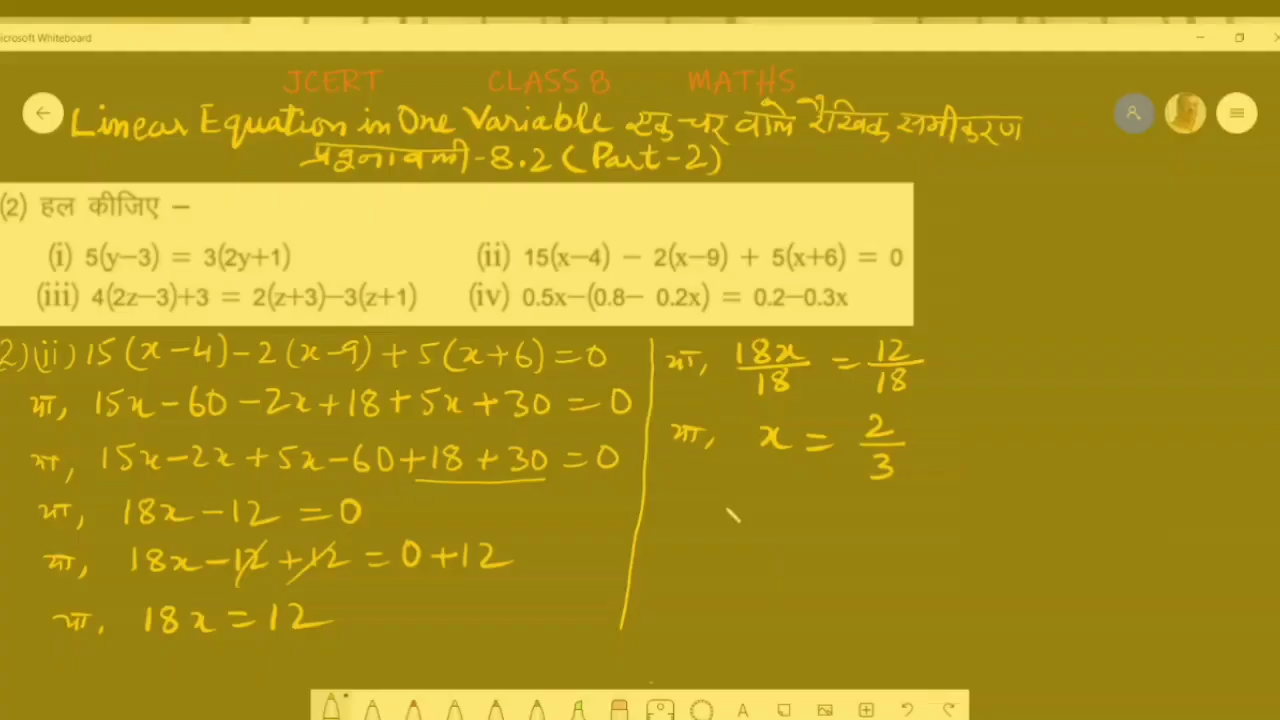 icrosoft Whiteboard
JCERT CLASS 8 MATHS
Linear Equation in One Variable एक चर वाले रैखिक समीकरण
प्रश्नावली-8.2 (Part-2)
(2) हल कीजिए –
(i) 5(y–3) = 3(2y+1) (ii) 15(x–4) – 2(x–9) + 5(x+6) = 0
(iii) 4(2z–3)+3 = 2(z+3)–3(z+1) (iv) 0.5x–(0.8– 0.2x) = 0.2–0.3x
2)(ii) 15(x-4)-2(x-9)+5(x+6)=0
या, 15x-60-2x+18+5x+30=0
या, 15x-2x+5x-60+18+30=0
या, 18x-12=0
या, 18x-12+12=0+12
या, 18x=12
या, 18x/18 = 12/18
या, x = 2/3